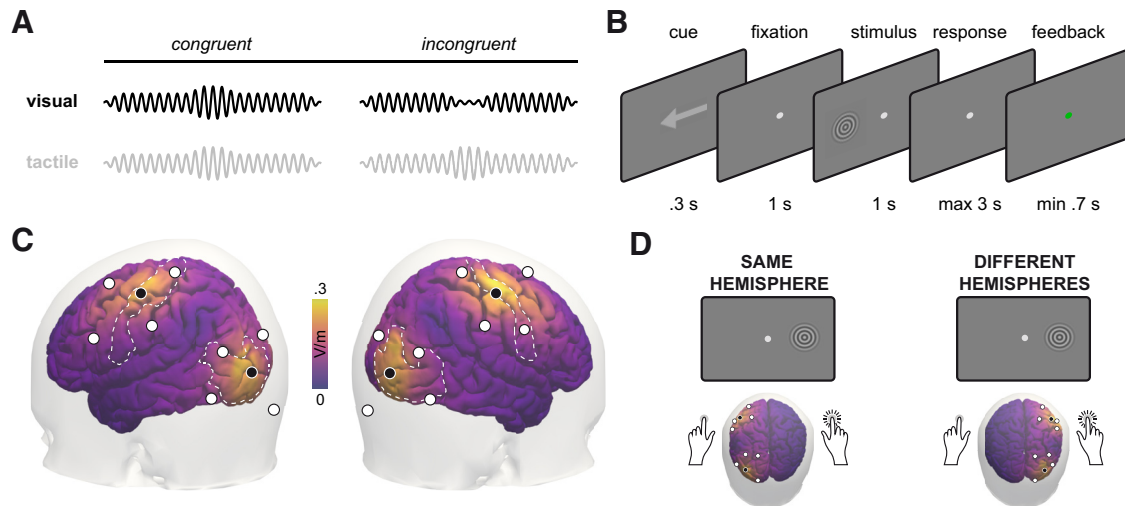 A
congruent
incongruent
visual
tactile
B
cue
fixation
stimulus
response
feedback
.3 s
1 s
1 s
max 3 s
min .7 s
C
.3
V/m
0
D
SAME
HEMISPHERE
DIFFERENT
HEMISPHERES